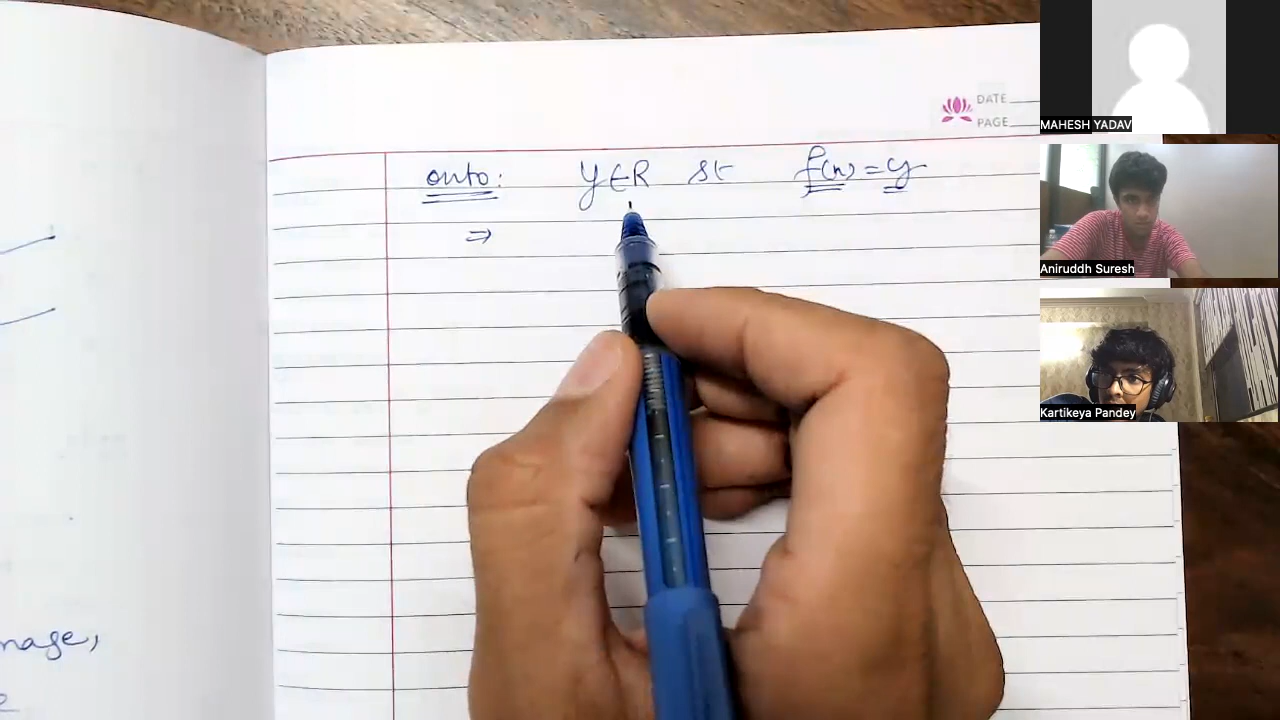 DATE
PAGE
onto: y∈R st f(x) = y
⇒
nage,
MAHESH YADAV
Aniruddh Suresh
Kartikeya Pandey